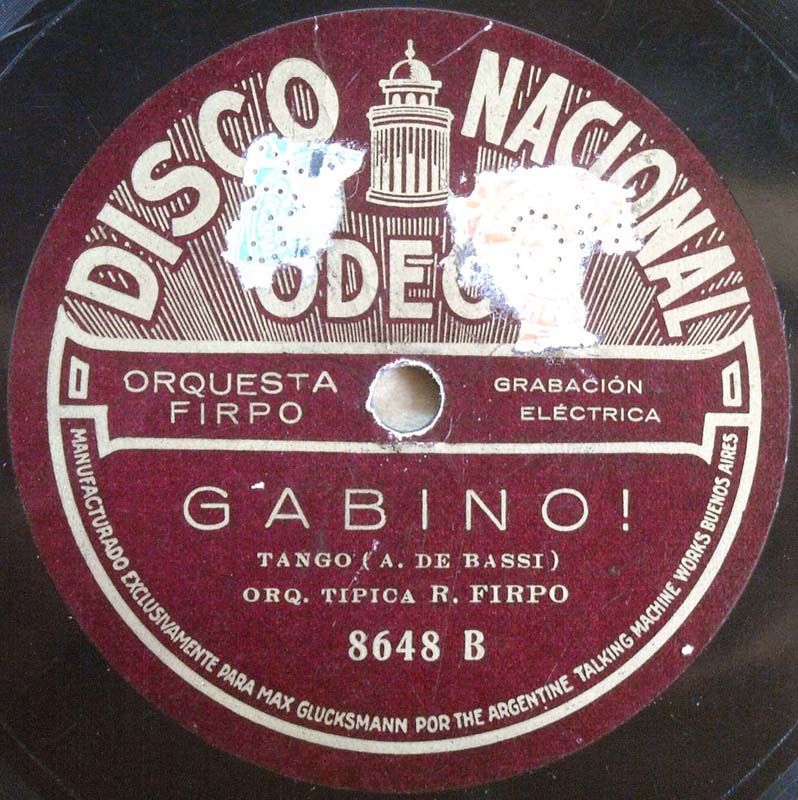 DISCO NACIONAL
ORQUESTA
FIRPO
GRABACIÓN
ELÉCTRICA
GABINO!
TANGO (A. DE BASSI)
ORQ. TIPICA R. FIRPO
8648 B
MANUFACTURADO EXCLUSIVAMENTE PARA MAX GLUCKSMANN POR THE ARGENTINE TALKING MACHINE WORKS BUENOS AIRES